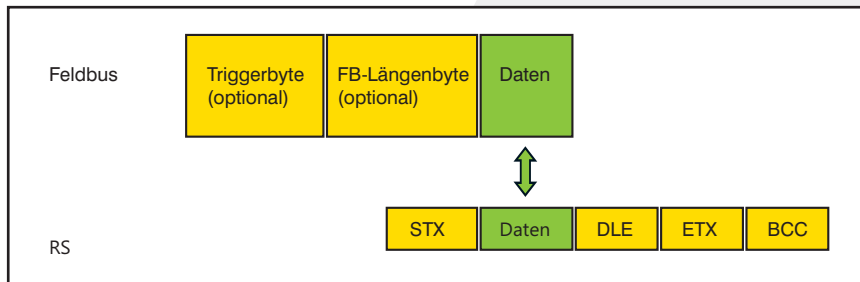 Feldbus
Triggerbyte
(optional)
FB-Längenbyte
(optional)
Daten
RS
STX
Daten
DLE
ETX
BCC